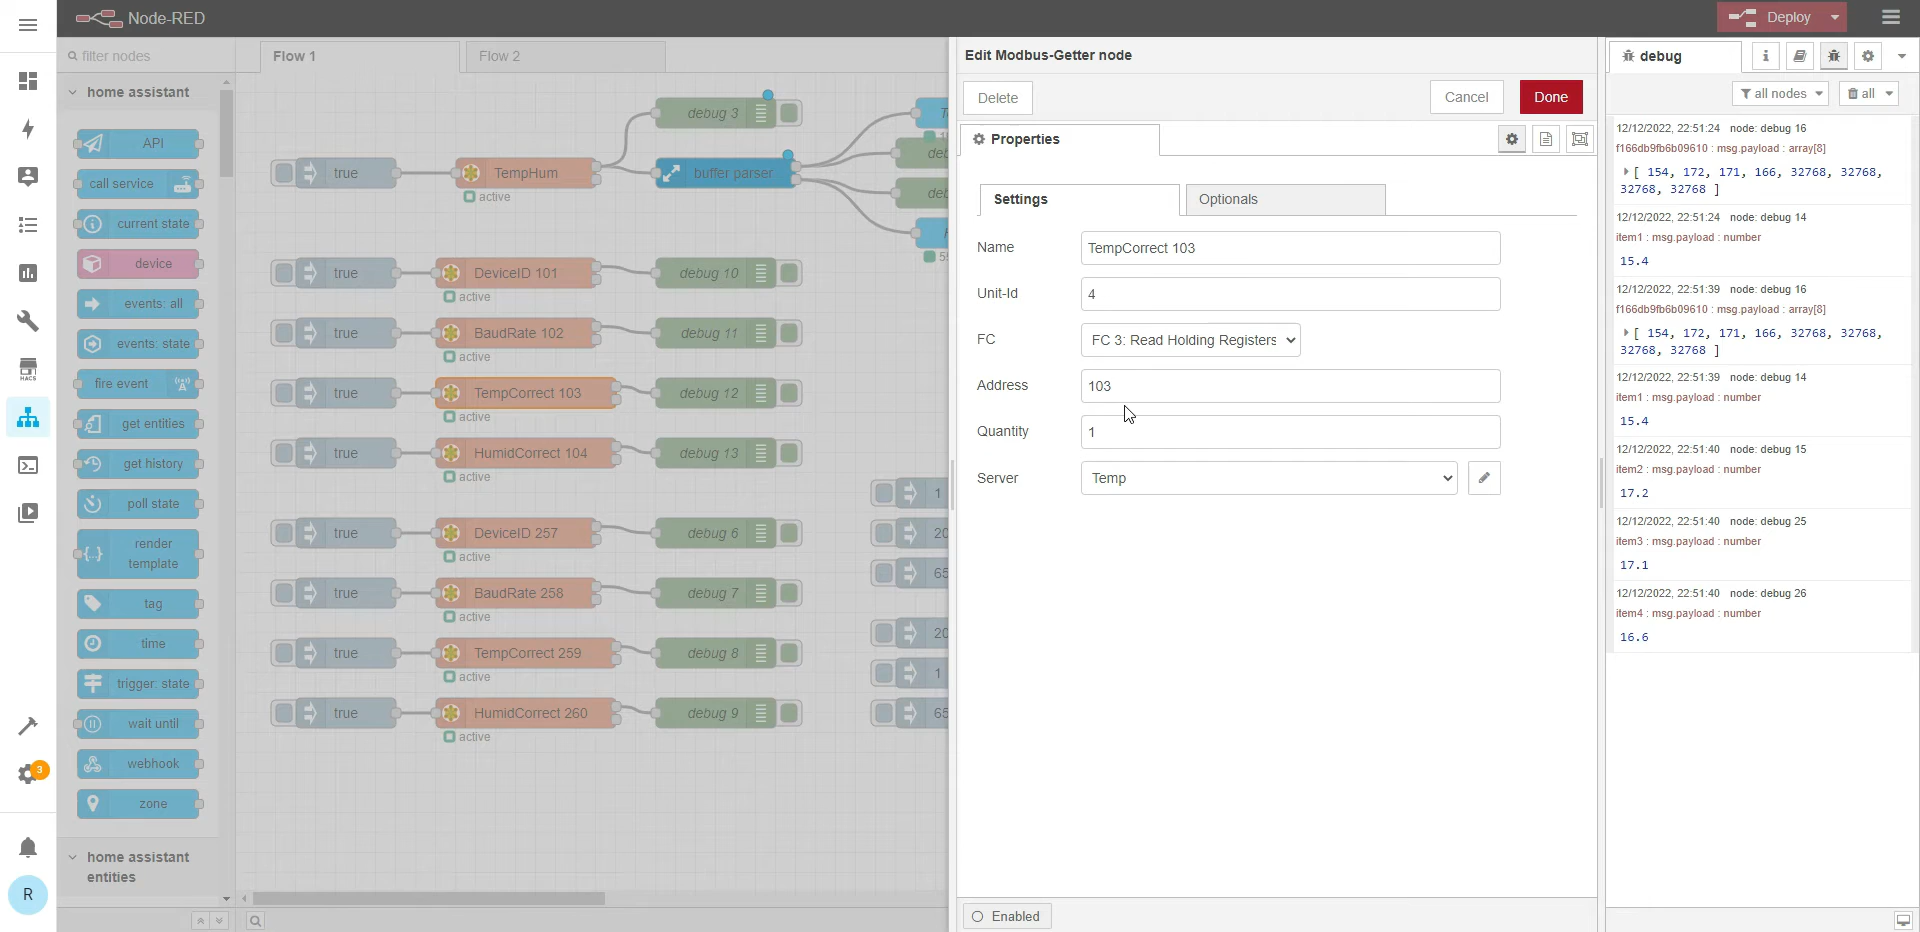 Node-RED
Deploy
filter nodes
Flow 1
Flow 2
home assistant
API
call service
current state
device
events: all
events: state
fire event
get entities
get history
poll state
render
template
tag
time
trigger: state
wait until
webhook
zone
home assistant
entities
HACS
3
R
debug 3
true
TempHum
active
buffer parser
deb
deb
true
DeviceID 101
active
debug 10
true
BaudRate 102
active
debug 11
true
TempCorrect 103
active
debug 12
true
HumidCorrect 104
active
debug 13
true
DeviceID 257
active
debug 6
true
BaudRate 258
active
debug 7
true
TempCorrect 259
active
debug 8
true
HumidCorrect 260
active
debug 9
1
20
65
20
1
65
Edit Modbus-Getter node
Delete
Cancel
Done
Properties
Settings
Optionals
Name
TempCorrect 103
Unit-Id
4
FC
FC 3: Read Holding Registers
Address
103
Quantity
1
Server
Temp
Enabled
debug
i
all nodes
all
12/12/2022, 22:51:24 node: debug 16
f166db9fb6b09610 : msg.payload : array[8]
[ 154, 172, 171, 166, 32768, 32768,
32768, 32768 ]
12/12/2022, 22:51:24 node: debug 14
item1 : msg.payload : number
15.4
12/12/2022, 22:51:39 node: debug 16
f166db9fb6b09610 : msg.payload : array[8]
[ 154, 172, 171, 166, 32768, 32768,
32768, 32768 ]
12/12/2022, 22:51:39 node: debug 14
item1 : msg.payload : number
15.4
12/12/2022, 22:51:40 node: debug 15
item2 : msg.payload : number
17.2
12/12/2022, 22:51:40 node: debug 25
item3 : msg.payload : number
17.1
12/12/2022, 22:51:40 node: debug 26
item4 : msg.payload : number
16.6